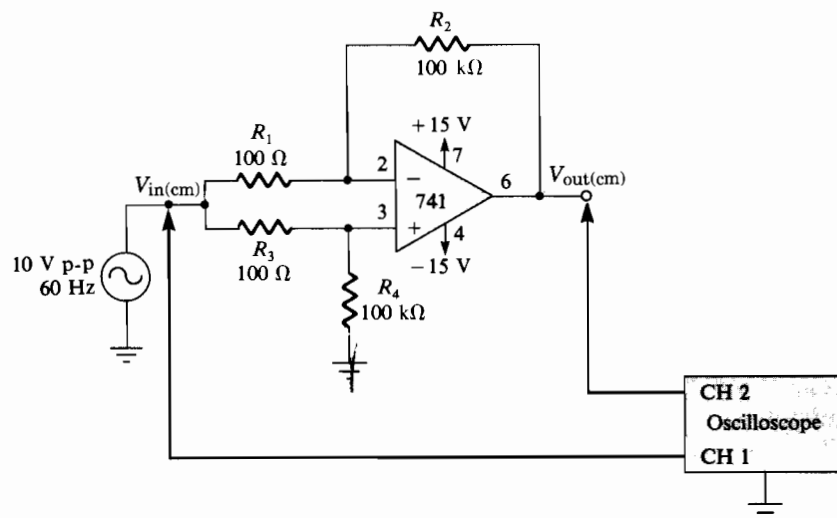 R2
100 kΩ
+15 V
R1
100 Ω
7
Vin(cm)
2
−
6
Vout(cm)
741
3
+
4
R3
100 Ω
−15 V
10 V p-p
60 Hz
R4
100 kΩ
CH 2
Oscilloscope
CH 1